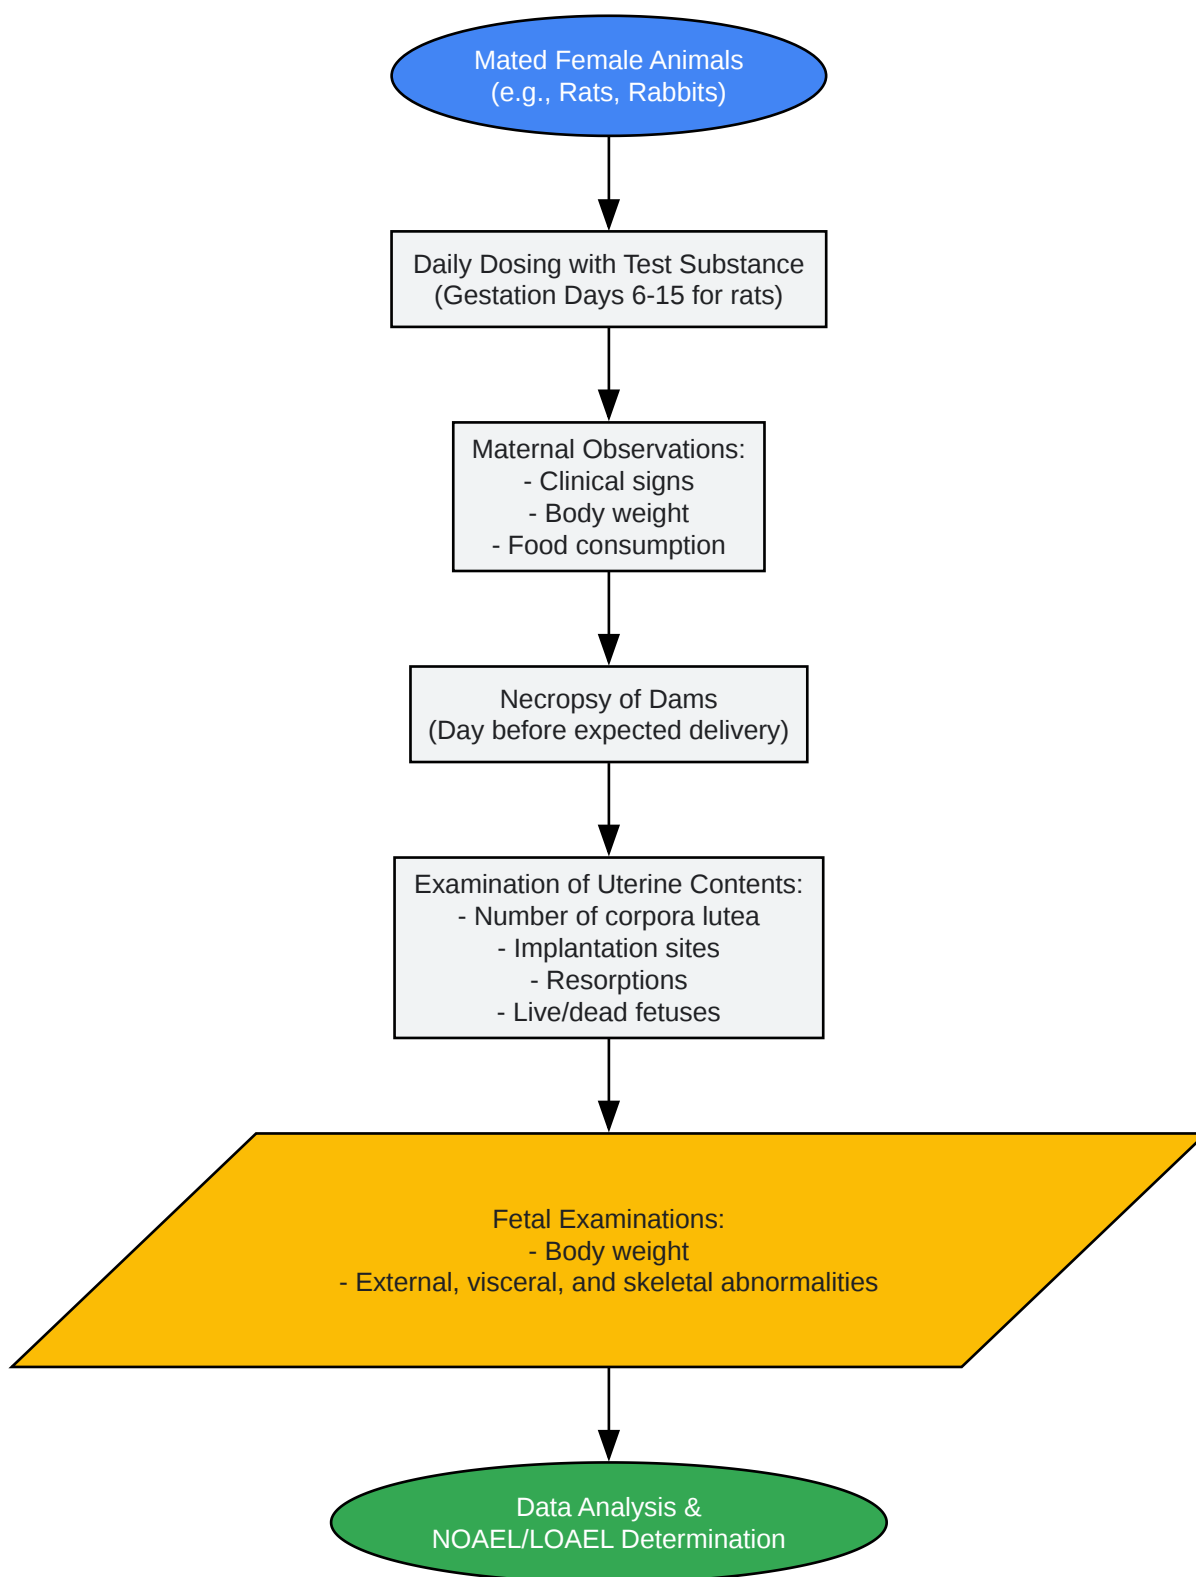 Mated Female Animals
(e.g., Rats, Rabbits)
Daily Dosing with Test Substance
(Gestation Days 6-15 for rats)
Maternal Observations:
- Clinical signs
- Body weight
- Food consumption
Necropsy of Dams
(Day before expected delivery)
Examination of Uterine Contents:
- Number of corpora lutea
- Implantation sites
- Resorptions
- Live/dead fetuses
Fetal Examinations:
- Body weight
- External, visceral, and skeletal abnormalities
Data Analysis &
NOAEL/LOAEL Determination